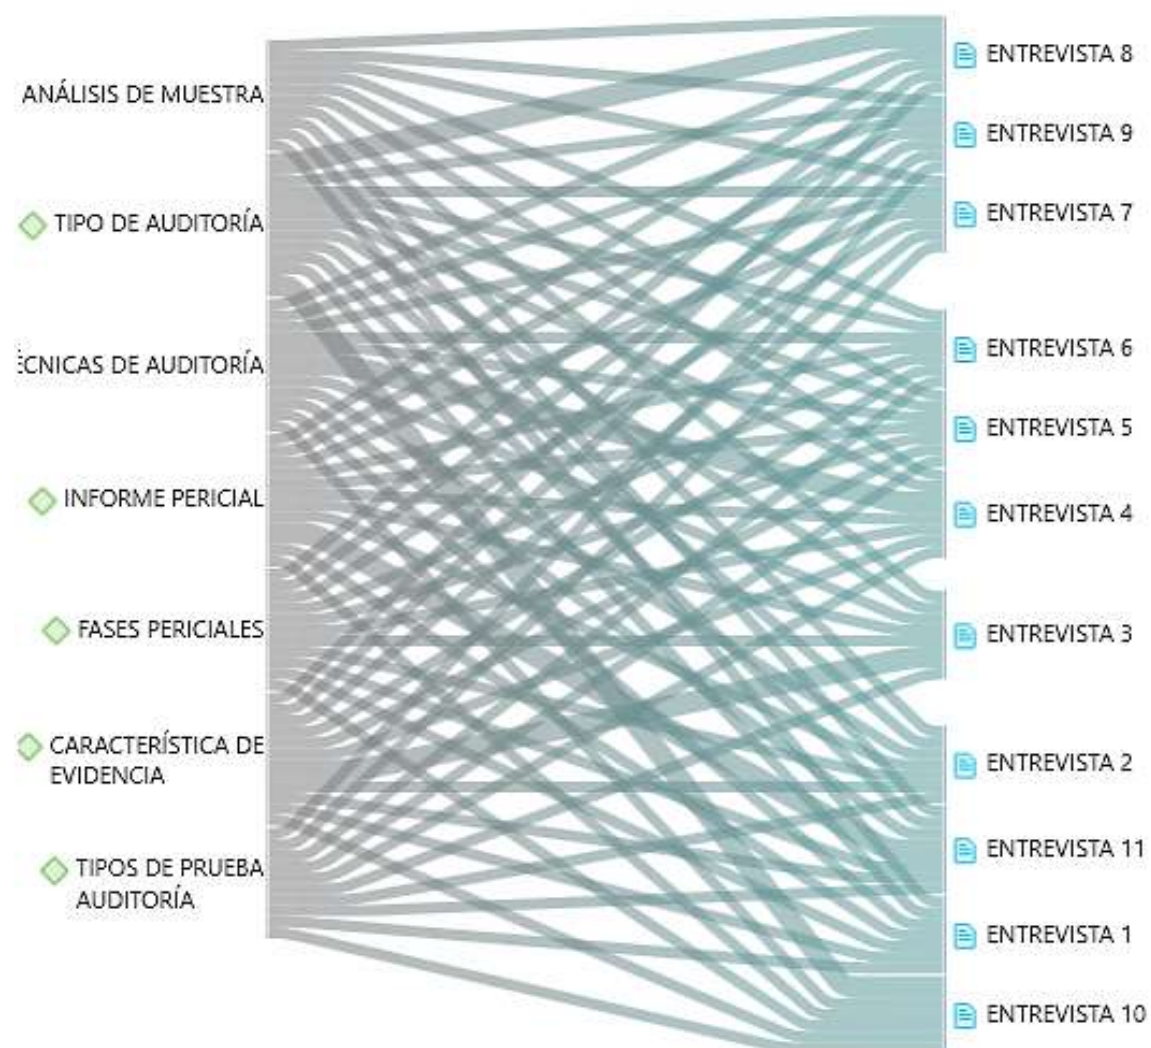 ANÁLISIS DE MUESTRA
TIPO DE AUDITORÍA
ÉCNICAS DE AUDITORÍA
INFORME PERICIAL
FASES PERICIALES
CARACTERÍSTICA DE
EVIDENCIA
TIPOS DE PRUEBA
AUDITORÍA
ENTREVISTA 8
ENTREVISTA 9
ENTREVISTA 7
ENTREVISTA 6
ENTREVISTA 5
ENTREVISTA 4
ENTREVISTA 3
ENTREVISTA 2
ENTREVISTA 11
ENTREVISTA 1
ENTREVISTA 10